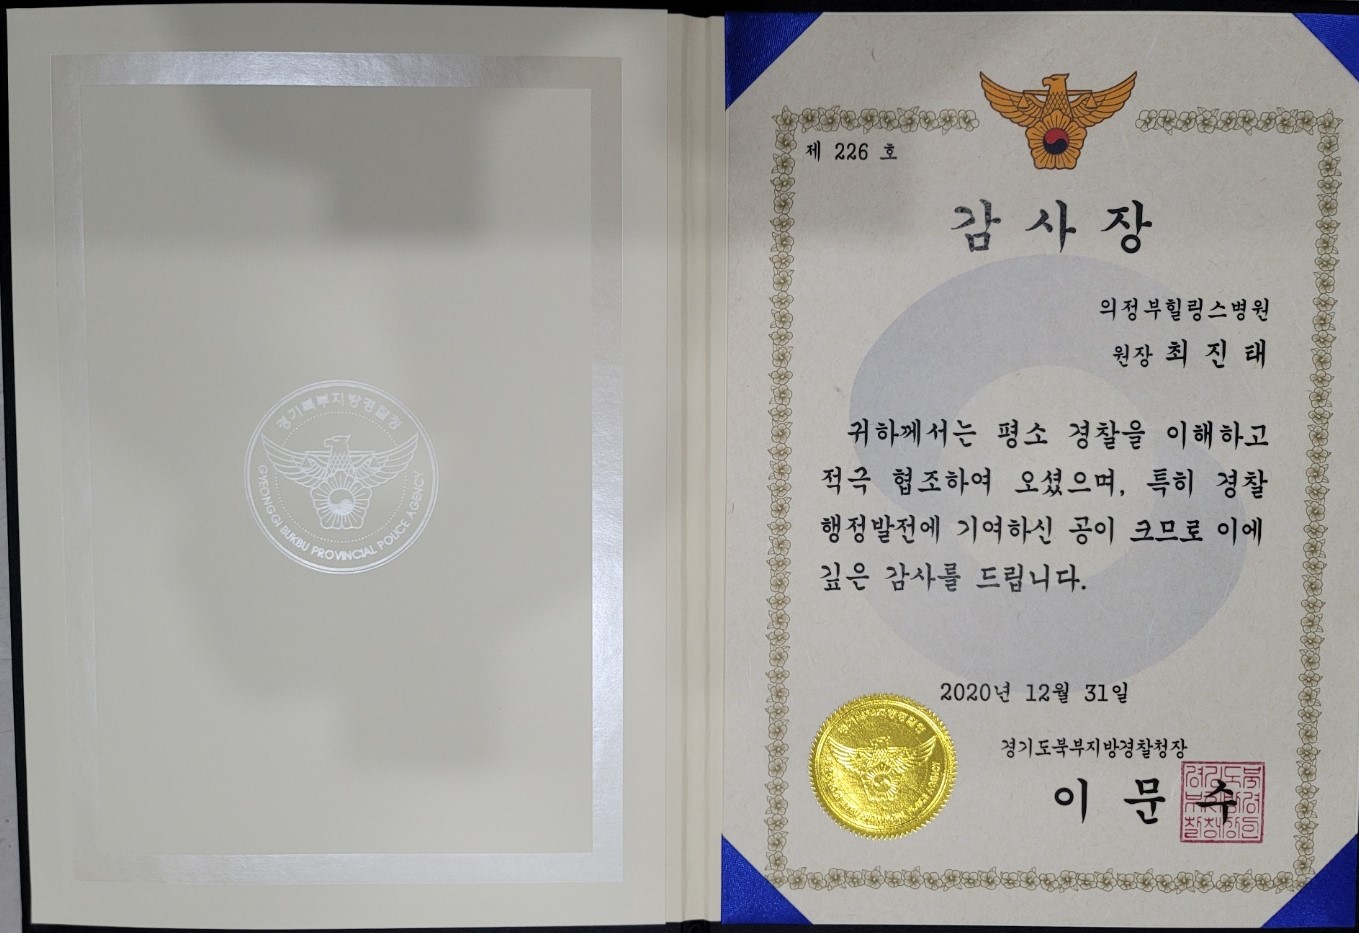 경기북부지방경찰청
GYEONGGI BUKBU PROVINCIAL POLICE AGENCY
제 226 호
감 사 장
의정부힐링스병원
원장 최 진 태
귀하께서는 평소 경찰을 이해하고
적극 협조하여 오셨으며, 특히 경찰
행정발전에 기여하신 공이 크므로 이에
깊은 감사를 드립니다.
2020년 12월 31일
경기도북부지방경찰청장
이 문 수